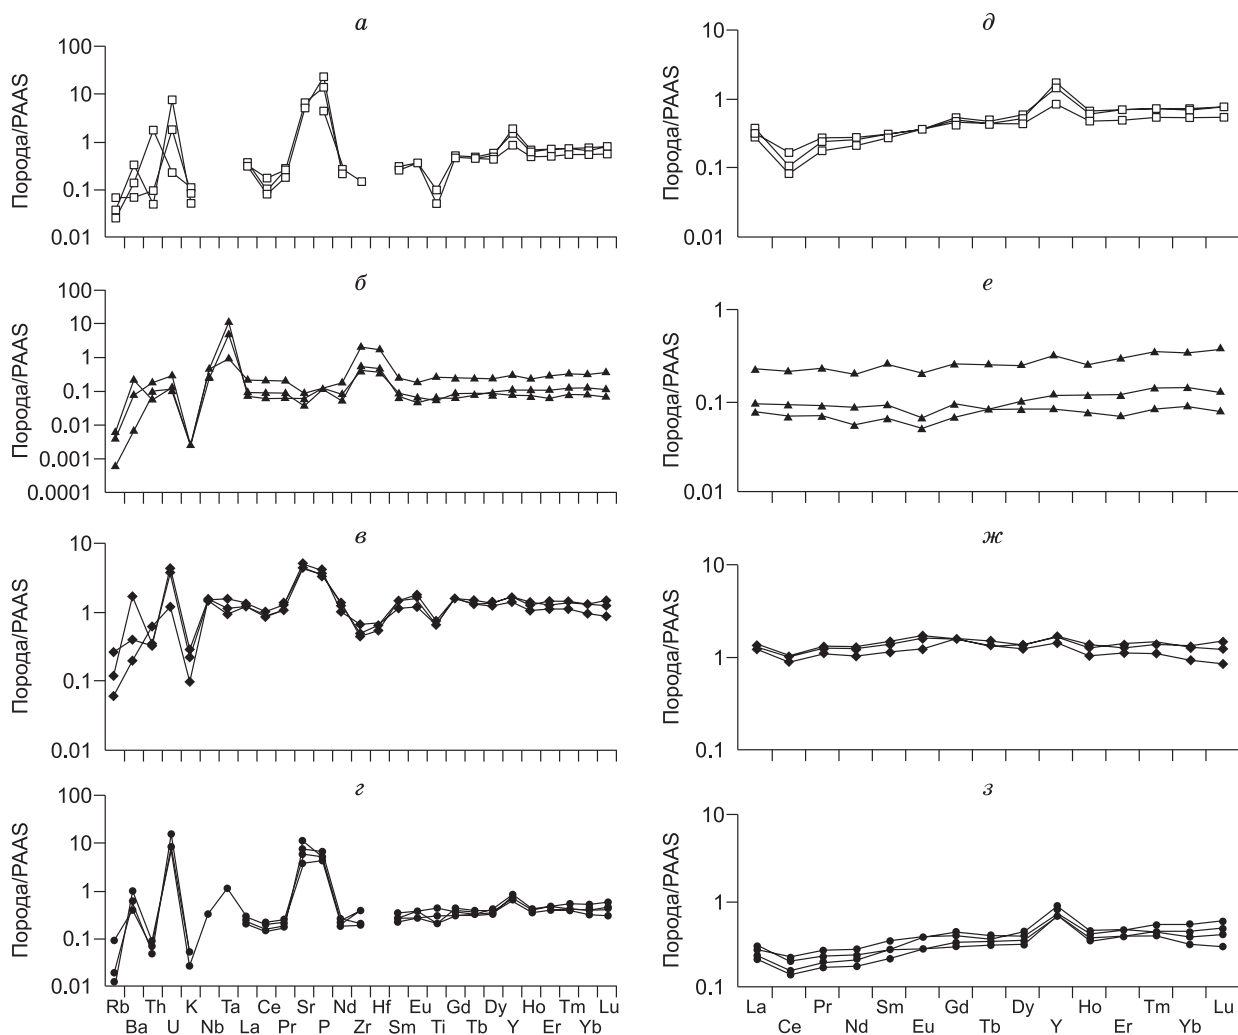 а
Порода/PAAS
100
10
1
0.1
0.01
д
Порода/PAAS
10
1
0.1
0.01
б
Порода/PAAS
100
10
1
0.1
0.01
0.001
0.0001
е
Порода/PAAS
1
0.1
0.01
в
Порода/PAAS
10
1
0.1
0.01
ж
Порода/PAAS
10
1
0.1
г
Порода/PAAS
100
10
1
0.1
0.01
Rb Th K Ta Ce Sr Nd Hf Eu Gd Dy Ho Tm Lu
Ba U Nb La Pr P Zr Sm Ti Tb Y Er Yb
з
Порода/PAAS
10
1
0.1
La Pr Sm Gd Dy Ho Tm Lu
Ce Nd Eu Tb Y Er Yb